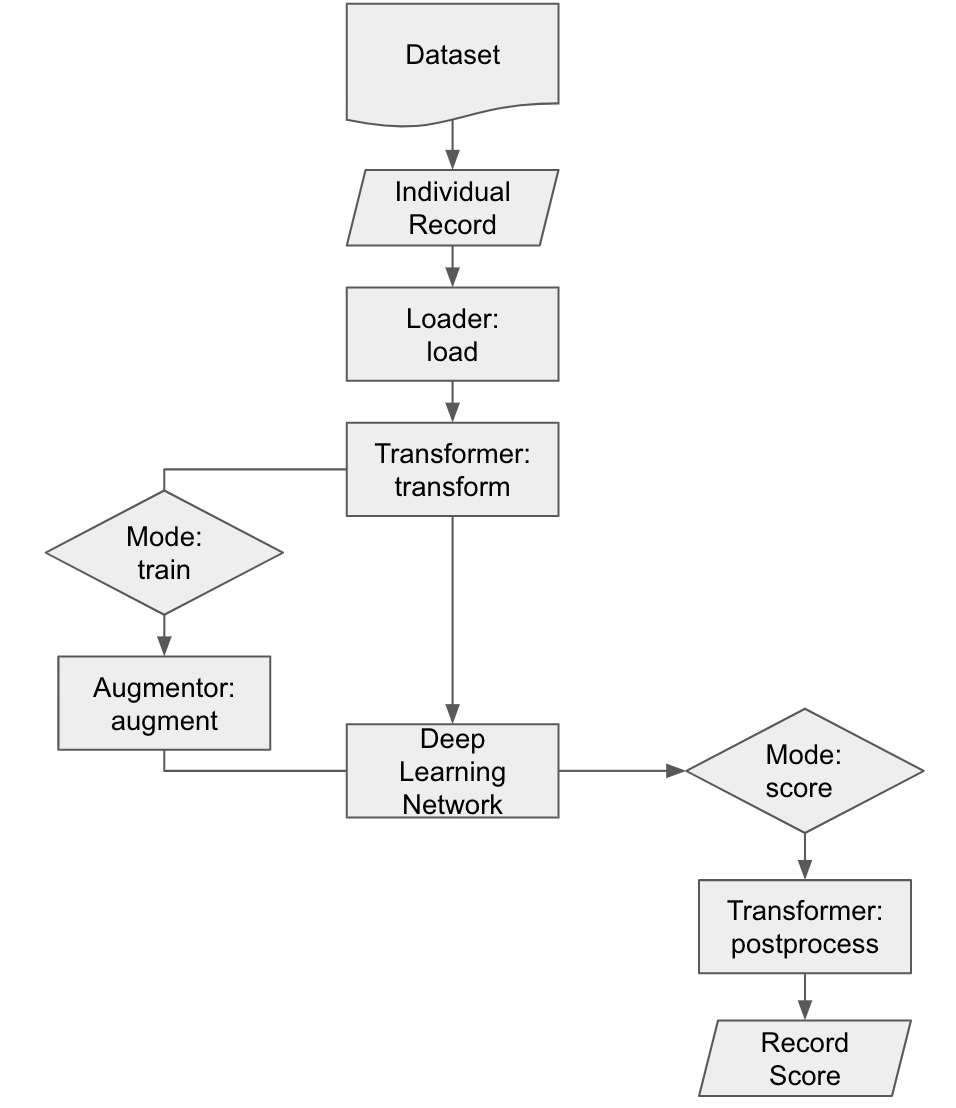 Dataset
Individual
Record
Loader:
load
Transformer:
transform
Mode:
train
Augmentor:
augment
Deep
Learning
Network
Mode:
score
Transformer:
postprocess
Record
Score